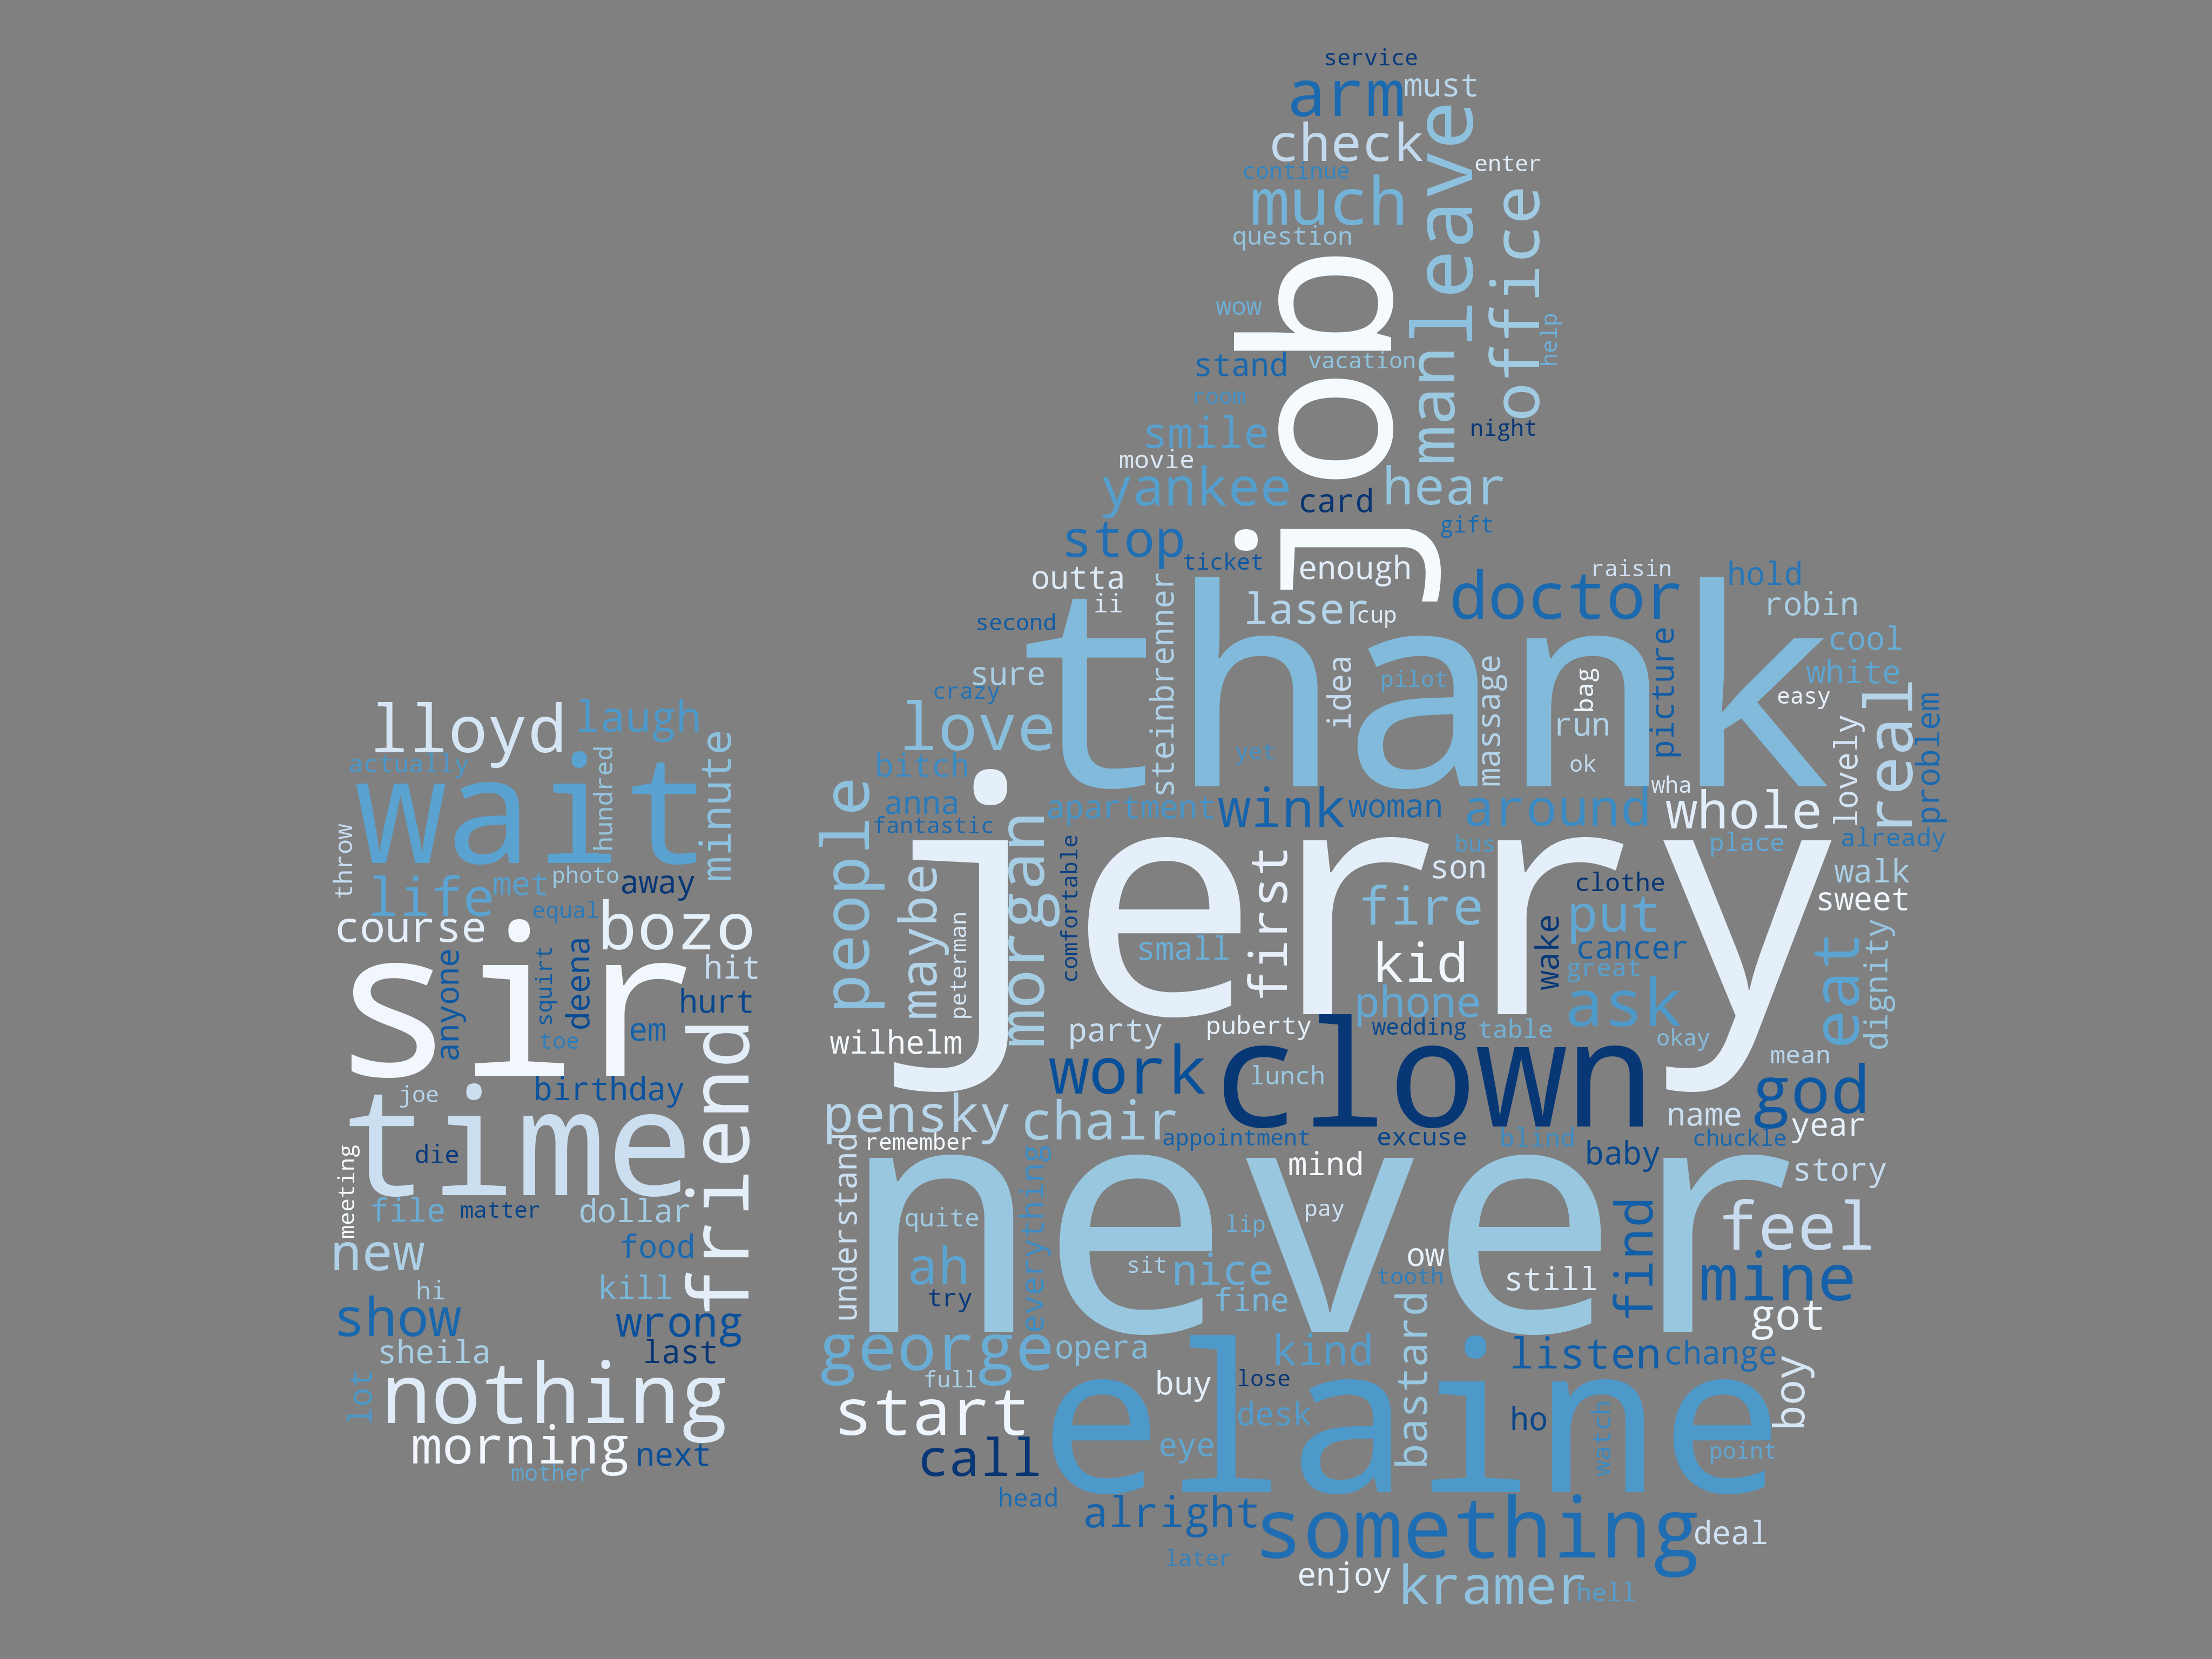 service
arm
must
check
leave
enter
continue
much
office
question
job
wow
man
help
stand
vacation
room
smile
night
movie
yankee
hear
card
gift
stop
ticket
outta
enough
raisin
hold
doctor
thank
ii
laser
cup
robin
second
steinbrenner
cool
sure
idea
pilot
massage
bag
picture
white
crazy
easy
real
problem
love
run
lovely
yet
ok
bitch
wha
people
anna
apartment
wink
woman
around
whole
fantastic
already
lloyd
laugh
actually
wait
hundred
minute
throw
life
met
photo
away
equal
course
bozo
sir
anyone
squirt
deena
hit
hurt
em
toe
joe
birthday
friend
time
die
meeting
file
matter
dollar
new
food
hi
kill
show
wrong
sheila
last
lot
nothing
morning
next
mother
jerry
maybe
morgan
comfortable
peterman
bus
son
place
walk
clothe
sweet
first
fire
put
small
kid
wake
cancer
great
eat
dignity
phone
ask
wilhelm
party
puberty
wedding
table
okay
mean
work
clown
lunch
god
pensky
chair
name
year
remember
appointment
excuse
blind
baby
chuckle
never
understand
everything
mind
story
quite
lip
pay
find
feel
ah
sit
nice
ow
tooth
still
mine
try
fine
got
george
opera
kind
listen
change
full
bastard
boy
start
buy
lose
elaine
desk
ho
watch
call
eye
point
head
alright
something
deal
later
enjoy
kramer
hell